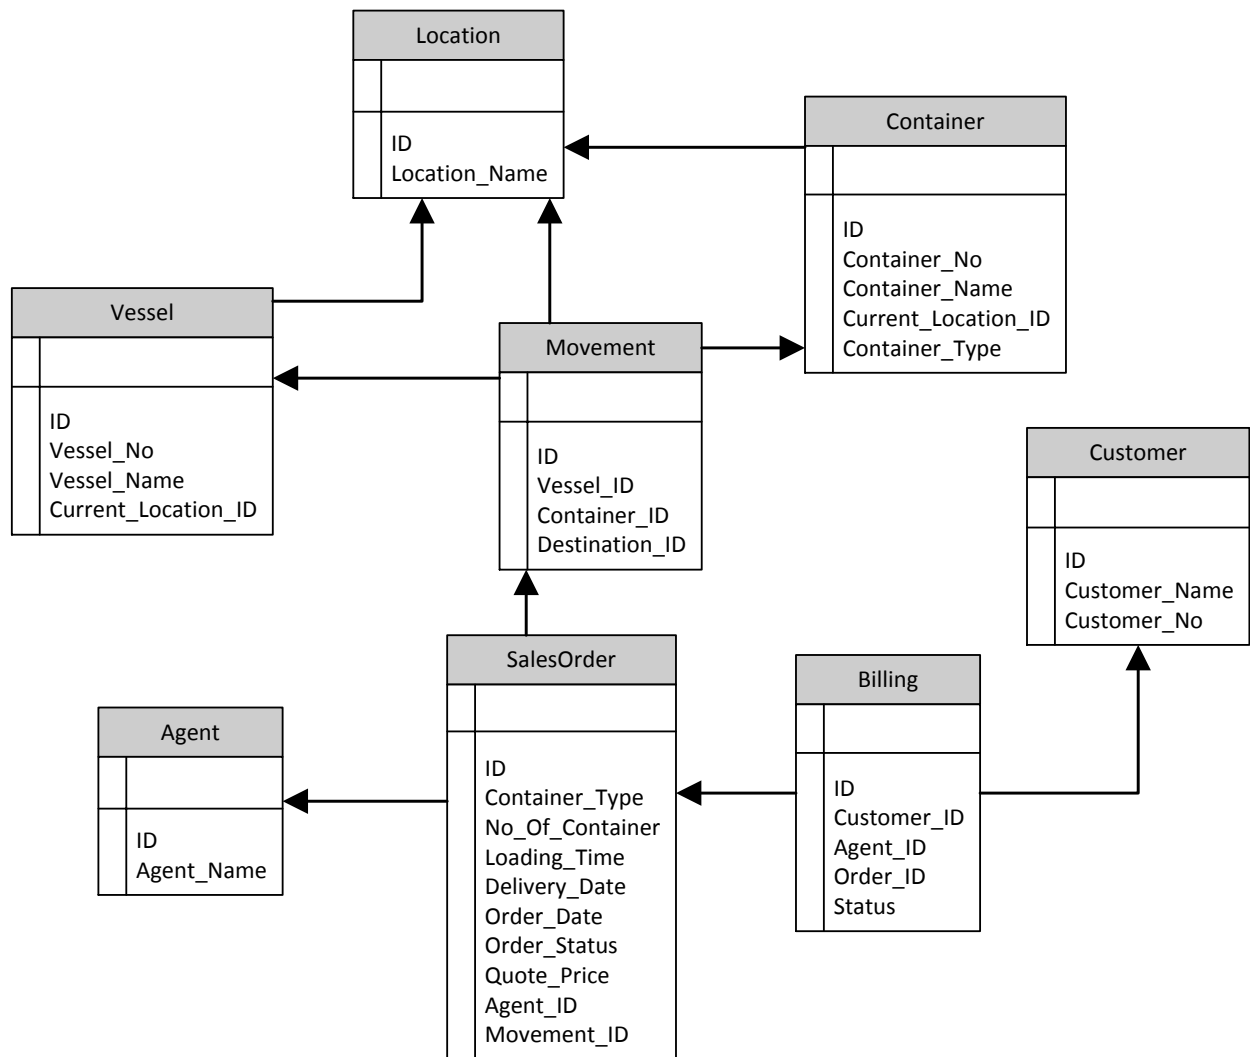 Location
ID
Location_Name
Container
ID
Container_No
Container_Name
Current_Location_ID
Container_Type
Vessel
ID
Vessel_No
Vessel_Name
Current_Location_ID
Movement
ID
Vessel_ID
Container_ID
Destination_ID
Customer
ID
Customer_Name
Customer_No
SalesOrder
ID
Container_Type
No_Of_Container
Loading_Time
Delivery_Date
Order_Date
Order_Status
Quote_Price
Agent_ID
Movement_ID
Billing
ID
Customer_ID
Agent_ID
Order_ID
Status
Agent
ID
Agent_Name